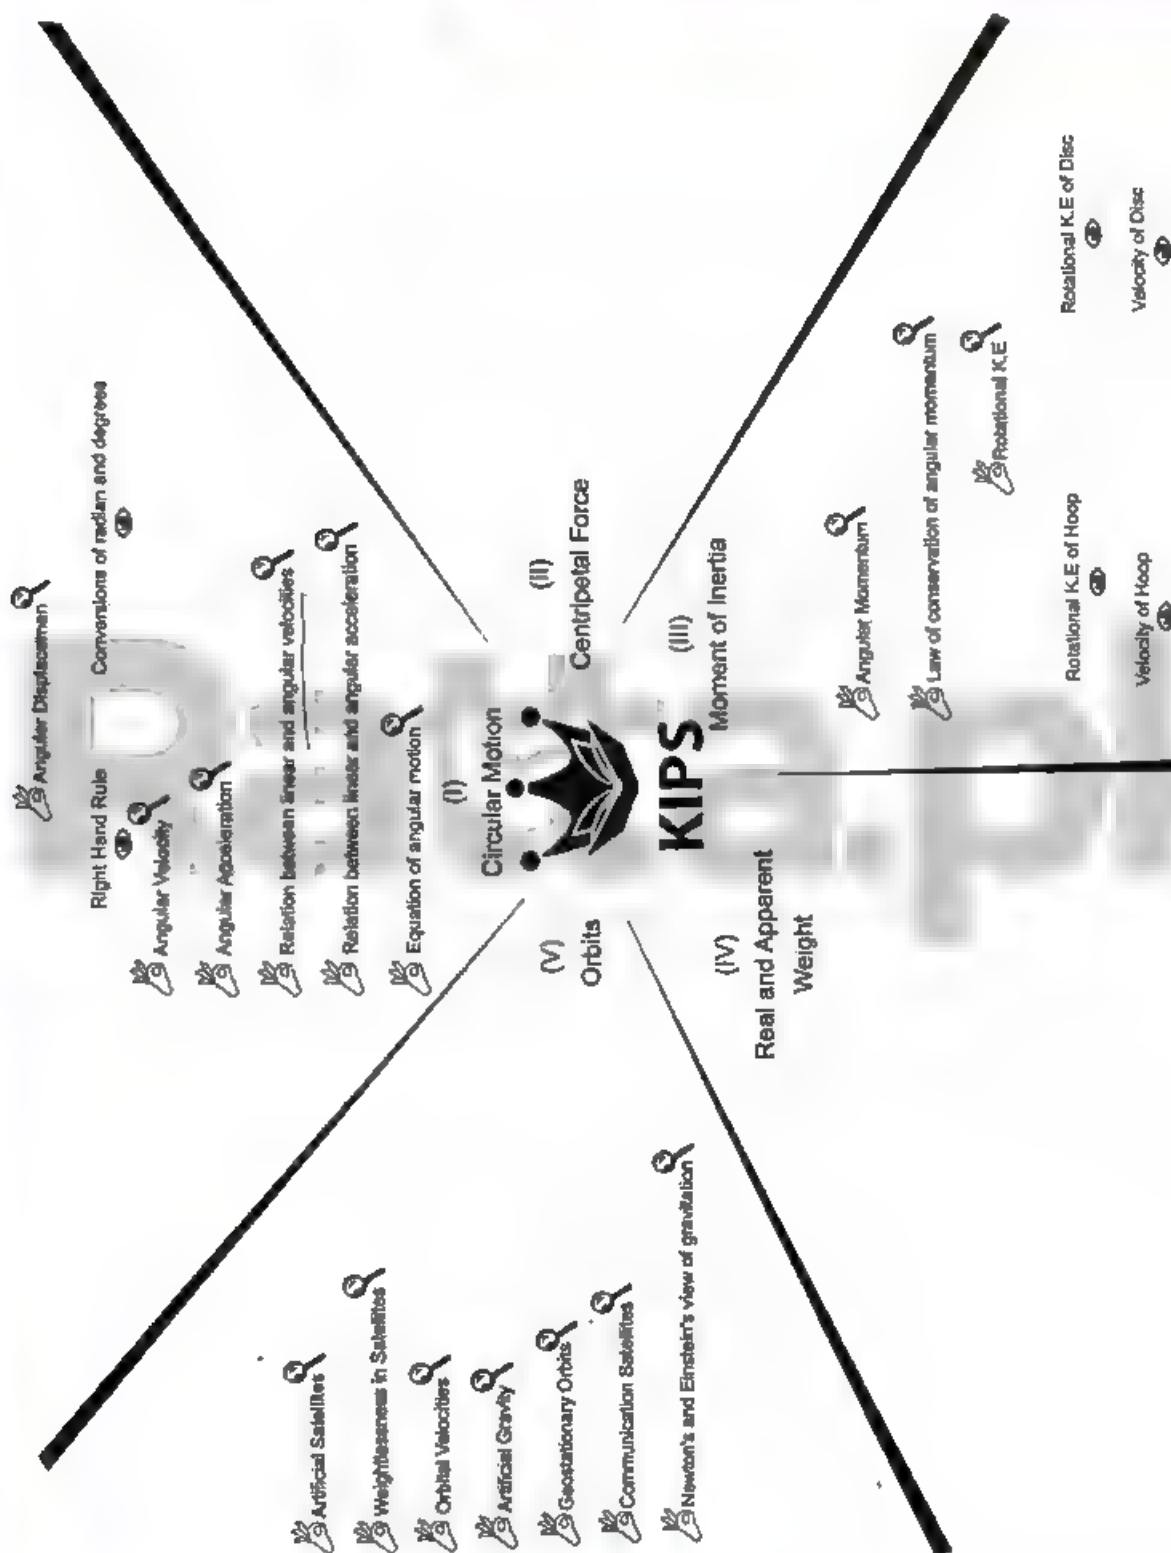 Angular Displacemen
Right Hand Rule
Conversions of radian and degrees
Angular Velocity
Angular Acceleration
Relation between linear and angular velocities
Relation between linear and angular acceleration
Equation of angular motion
(I)
Circular Motion
(II)
Centripetal Force
KIPS
(III)
Moment of Inertia
Angular Momentum
Law of conservation of angular momentum
Rotational K.E
Rotational K.E of Hoop
Rotational K.E of Disc
Velocity of Hoop
Velocity of Disc
(IV)
Real and Apparent
Weight
(V)
Orbits
Artificial Satellites
Weightlessness in Satellites
Orbital Velocities
Artificial Gravity
Geostationary Orbits
Communication Satellites
Newton's and Einstein's view of gravitation